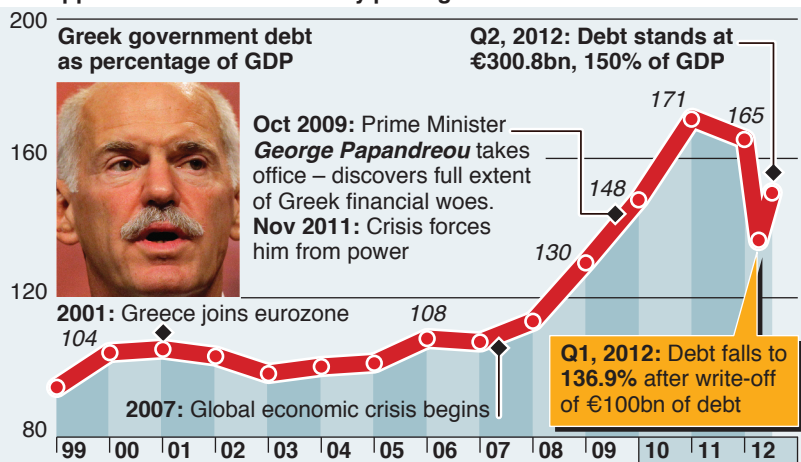 200
Greek government debt
as percentage of GDP
Q2, 2012: Debt stands at
€300.8bn, 150% of GDP
Oct 2009: Prime Minister
George Papandreou takes
office – discovers full extent
of Greek financial woes.
Nov 2011: Crisis forces
him from power
171
165
160
148
130
120
2001: Greece joins eurozone
104
108
Q1, 2012: Debt falls to
136.9% after write-off
of €100bn of debt
2007: Global economic crisis begins
80
99 00 01 02 03 04 05 06 07 08 09 10 11 12